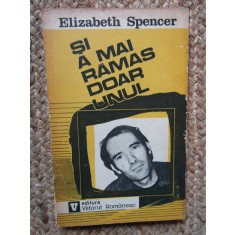 Elizabeth Spencer
ȘI
A MAI
RĂMAS
DOAR
UNUL
V editura
Viitorul Românesc